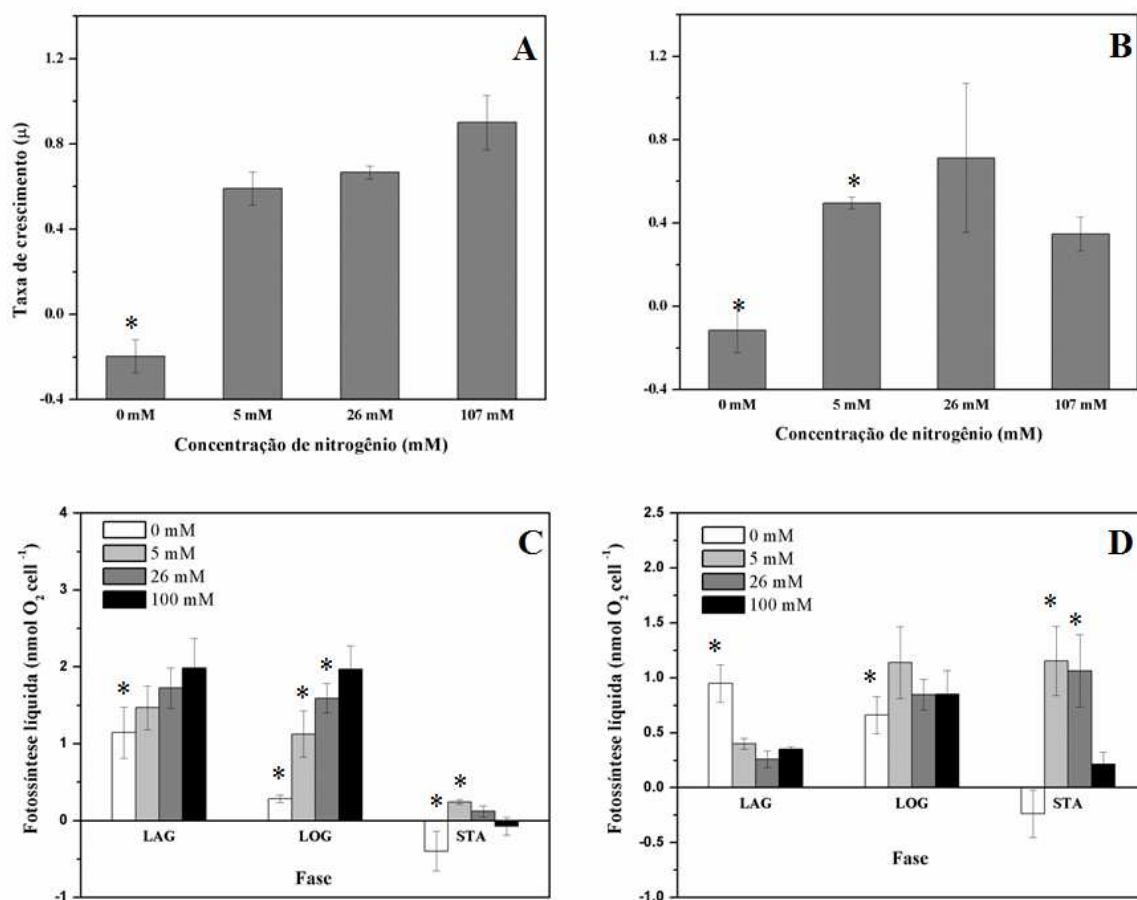 A
Taxa de crescimento (μ)
1.2
0.8
0.4
0.0
-0.4
*
0 mM
5 mM
26 mM
107 mM
Concentração de nitrogênio (mM)
B
1.2
0.8
0.4
0.0
-0.4
*
*
0 mM
5 mM
26 mM
107 mM
Concentração de nitrogênio (mM)
C
Fotossíntese líquida (nmol O2 cell -1)
4
3
2
1
0
-1
0 mM
5 mM
26 mM
100 mM
*
* * *
* *
LAG
LOG
STA
Fase
D
Fotossíntese líquida (nmol O2 cell -1)
2.5
2.0
1.5
1.0
0.5
0.0
-0.5
-1.0
0 mM
5 mM
26 mM
100 mM
*
*
* *
LAG
LOG
STA
Fase